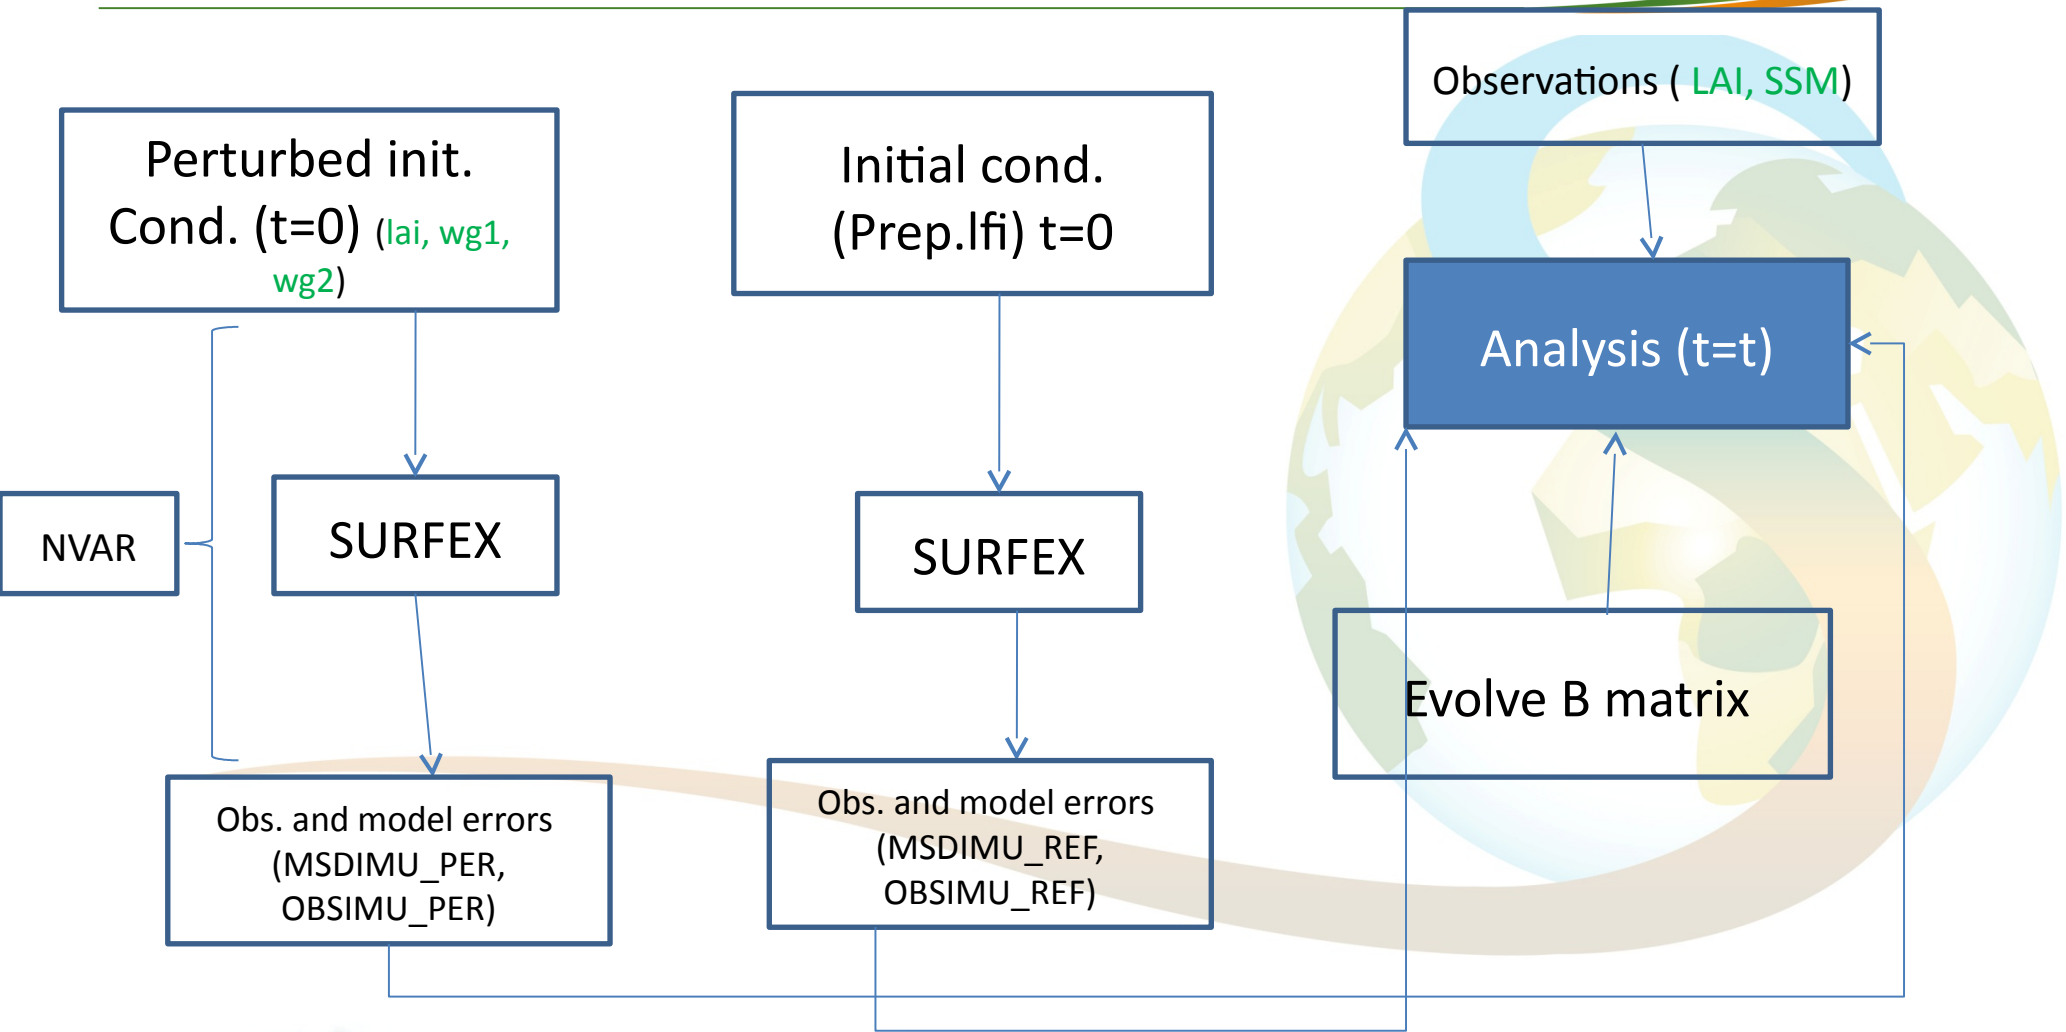 Perturbed init.
Cond. (t=0) (lai, wg1,
wg2)
Initial cond.
(Prep.lfi) t=0
Observations ( LAI, SSM)
Analysis (t=t)
NVAR
SURFEX
SURFEX
Evolve B matrix
Obs. and model errors
(MSDIMU_PER,
OBSIMU_PER)
Obs. and model errors
(MSDIMU_REF,
OBSIMU_REF)